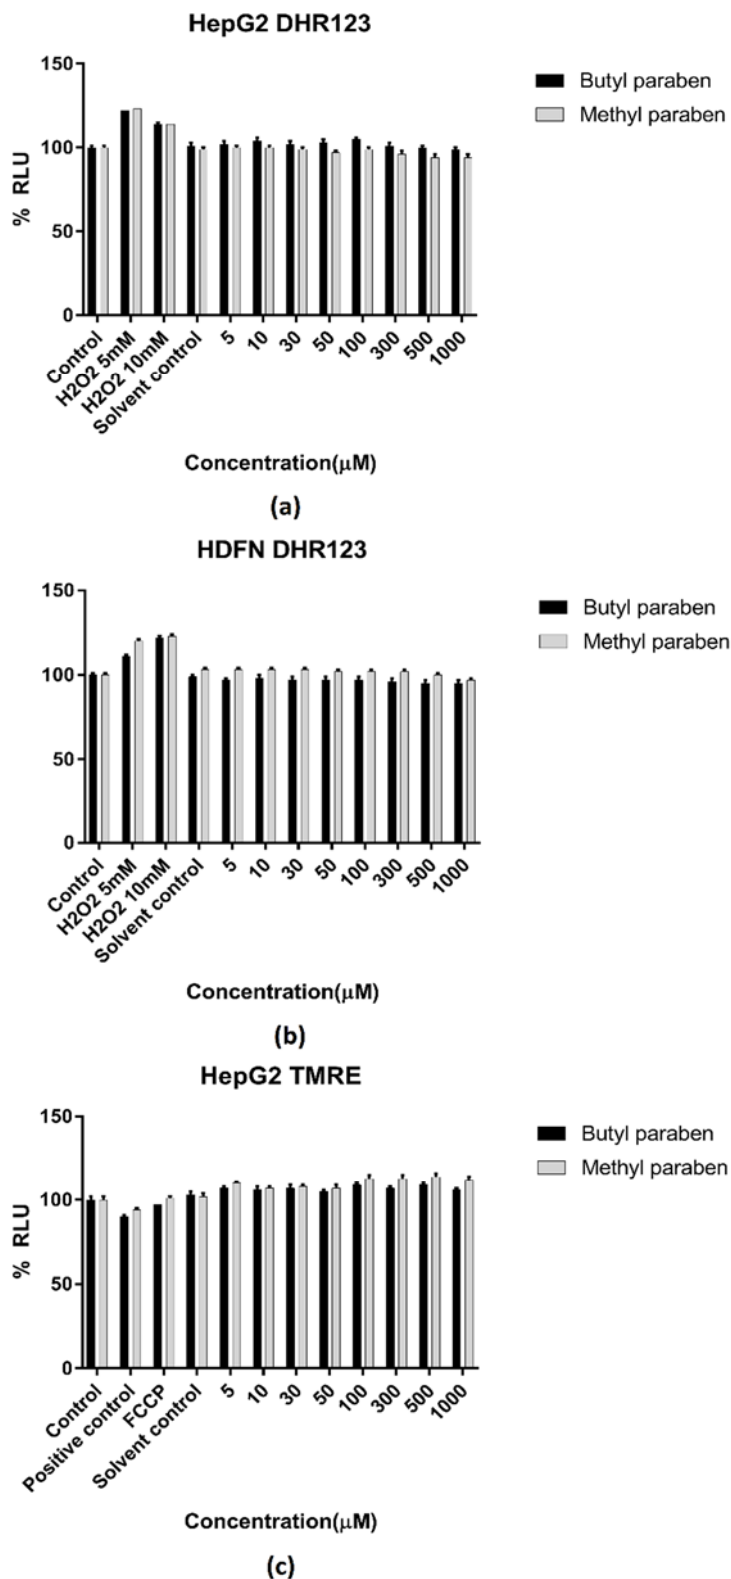 HepG2 DHR123
150
100
50
0
% RLU
Butyl paraben
Methyl paraben
Control
H2O2 5mM
H2O2 10mM
Solvent control
5
10
30
50
100
300
500
1000
Concentration(μM)
(a)
HDFN DHR123
150
100
50
0
% RLU
Butyl paraben
Methyl paraben
Control
H2O2 5mM
H2O2 10mM
Solvent control
5
10
30
50
100
300
500
1000
Concentration(μM)
(b)
HepG2 TMRE
150
100
50
0
% RLU
Butyl paraben
Methyl paraben
Control
Positive control
FCCP
Solvent control
5
10
30
50
100
300
500
1000
Concentration(μM)
(c)